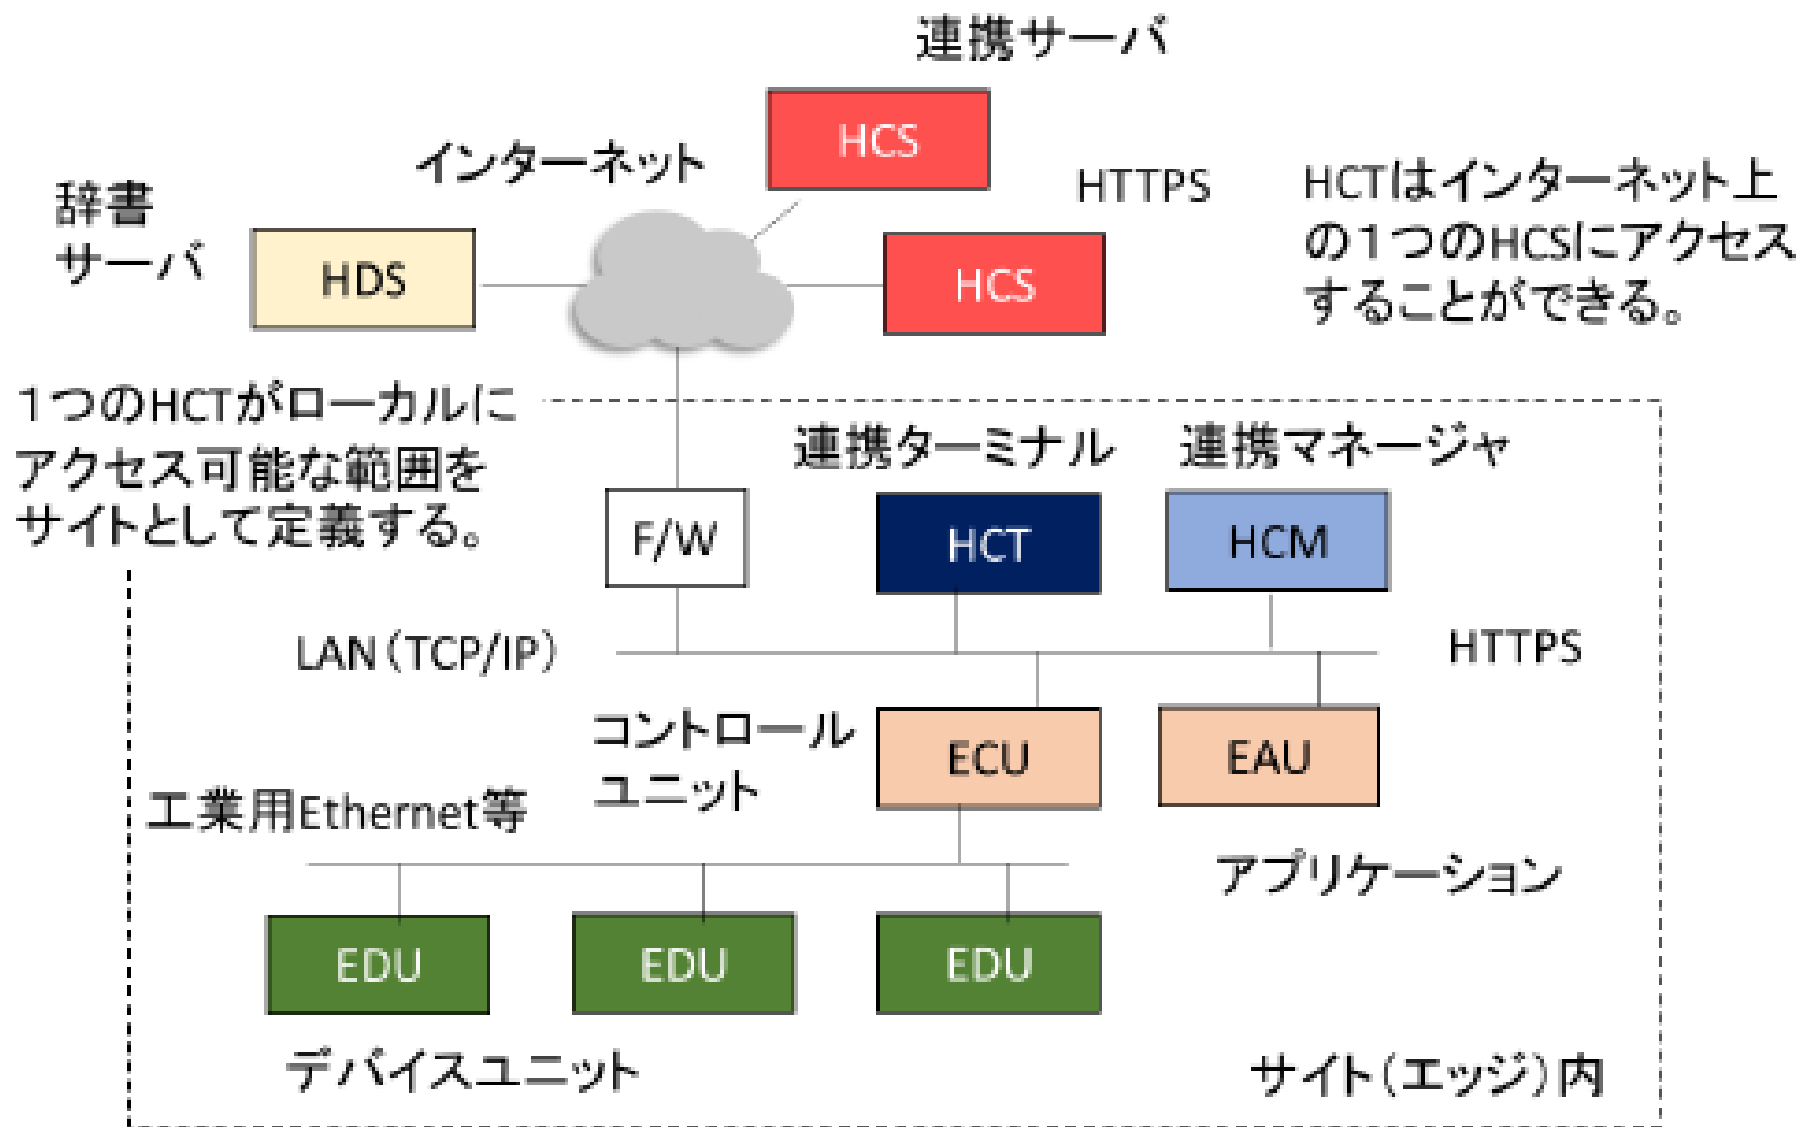 連携サーバ
HCS
インターネット
HTTPS
HCTはインターネット上
の１つのHCSにアクセス
することができる。
辞書
サーバ
HDS
HCS
１つのHCTがローカルに
アクセス可能な範囲を
サイトとして定義する。
連携ターミナル
連携マネージャ
F/W
HCT
HCM
LAN（TCP/IP）
HTTPS
コントロール
ユニット
ECU
EAU
工業用Ethernet等
アプリケーション
EDU
EDU
EDU
デバイスユニット
サイト（エッジ）内